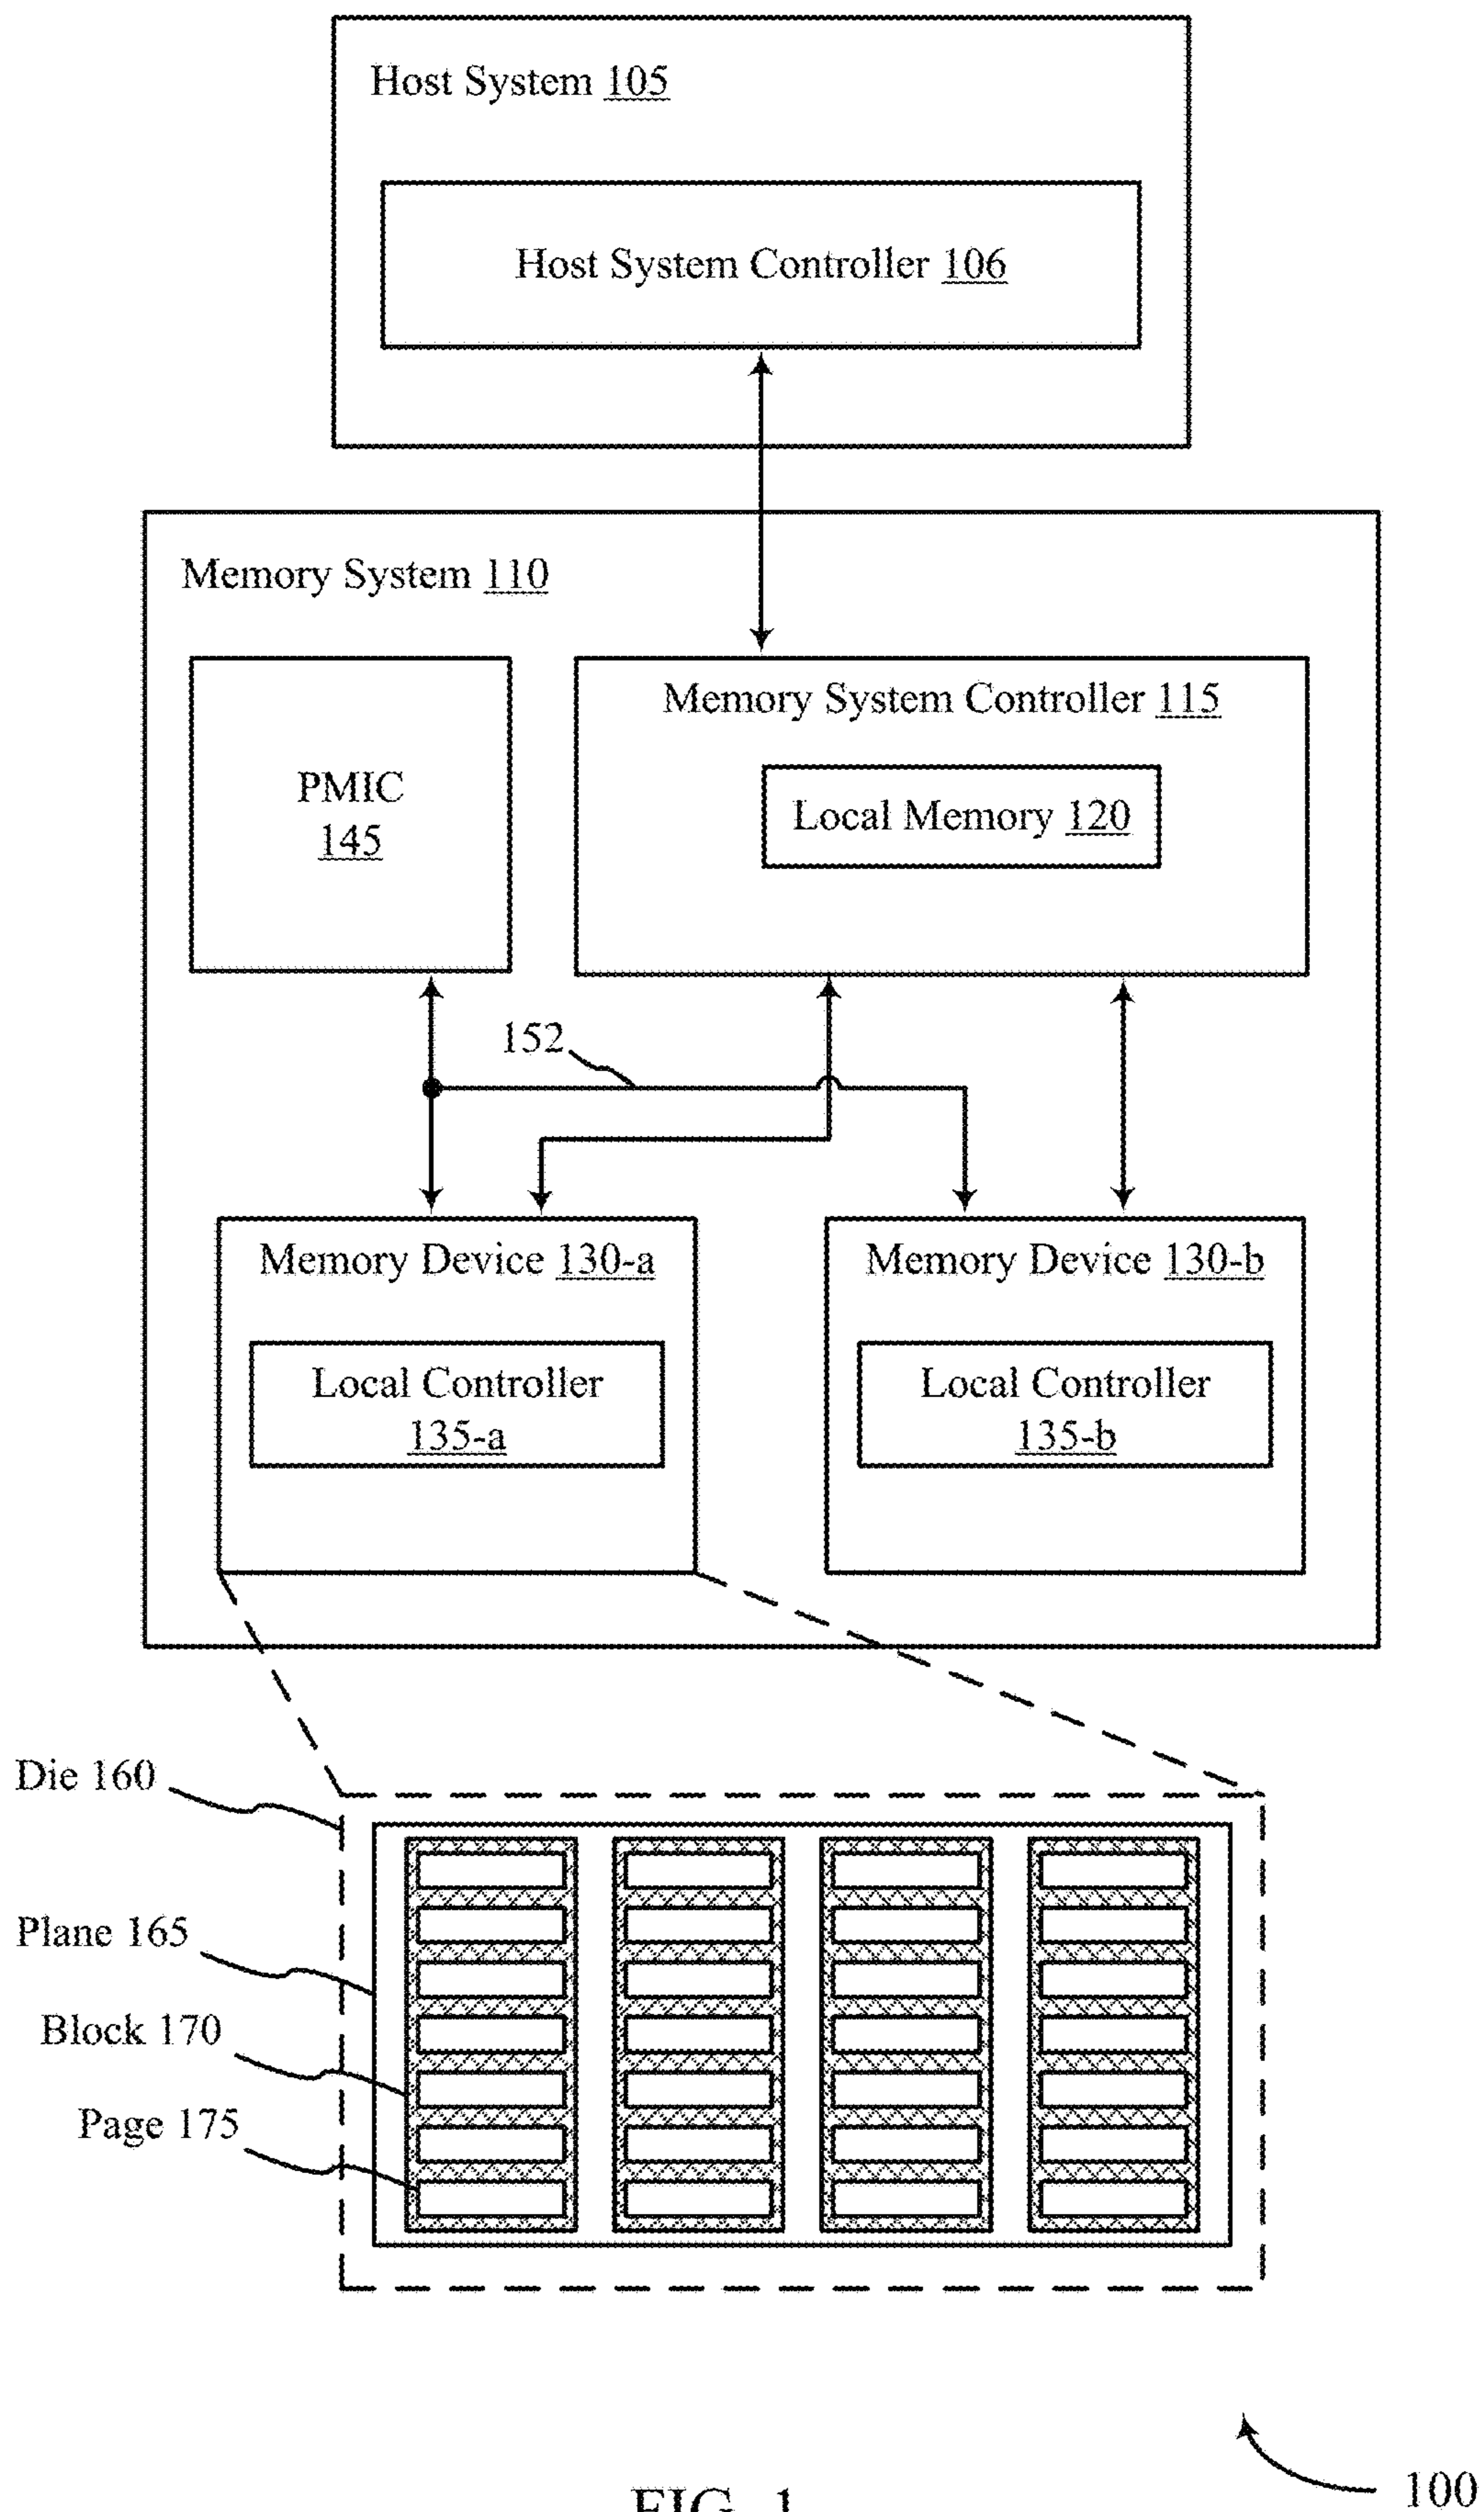 Host System 105
Host System Controller 106
Memory System 110
PMIC
145
Memory System Controller 115
Local Memory 120
152
Memory Device 130-a
Local Controller
135-a
Memory Device 130-b
Local Controller
135-b
Die 160
Plane 165
Block 170
Page 175
100
FIG. 1